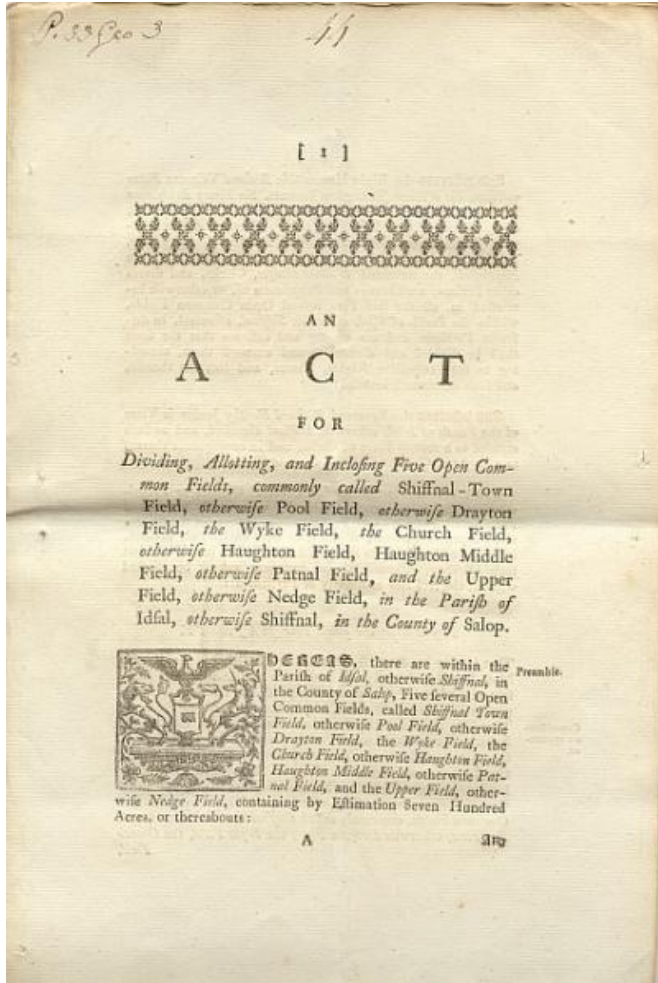 P. 33 Geo 3
41
[ 1 ]
AN
ACT
FOR
Dividing, Allotting, and Incloſing Five Open Com-
mon Fields, commonly called Shiffnal-Town
Field, otherwiſe Pool Field, otherwiſe Drayton
Field, the Wyke Field, the Church Field,
otherwiſe Haughton Field, Haughton Middle
Field, otherwiſe Patnal Field, and the Upper
Field, otherwiſe Nedge Field, in the Pariſh of
Idſal, otherwiſe Shiffnal, in the County of Salop.
HEREAS, there are within the
Preamble.
Pariſh of Idſal, otherwiſe Shiffnal, in
the County of Salop, Five ſeveral Open
Common Fields, called Shiffnal Town
Field, otherwiſe Pool Field, otherwiſe
Drayton Field, the Wyke Field, the
Church Field, otherwiſe Haughton Field,
Haughton Middle Field, otherwiſe Pat-
nal Field, and the Upper Field, other-
wiſe Nedge Field, containing by Eſtimation Seven Hundred
Acres, or thereabouts:
A
And